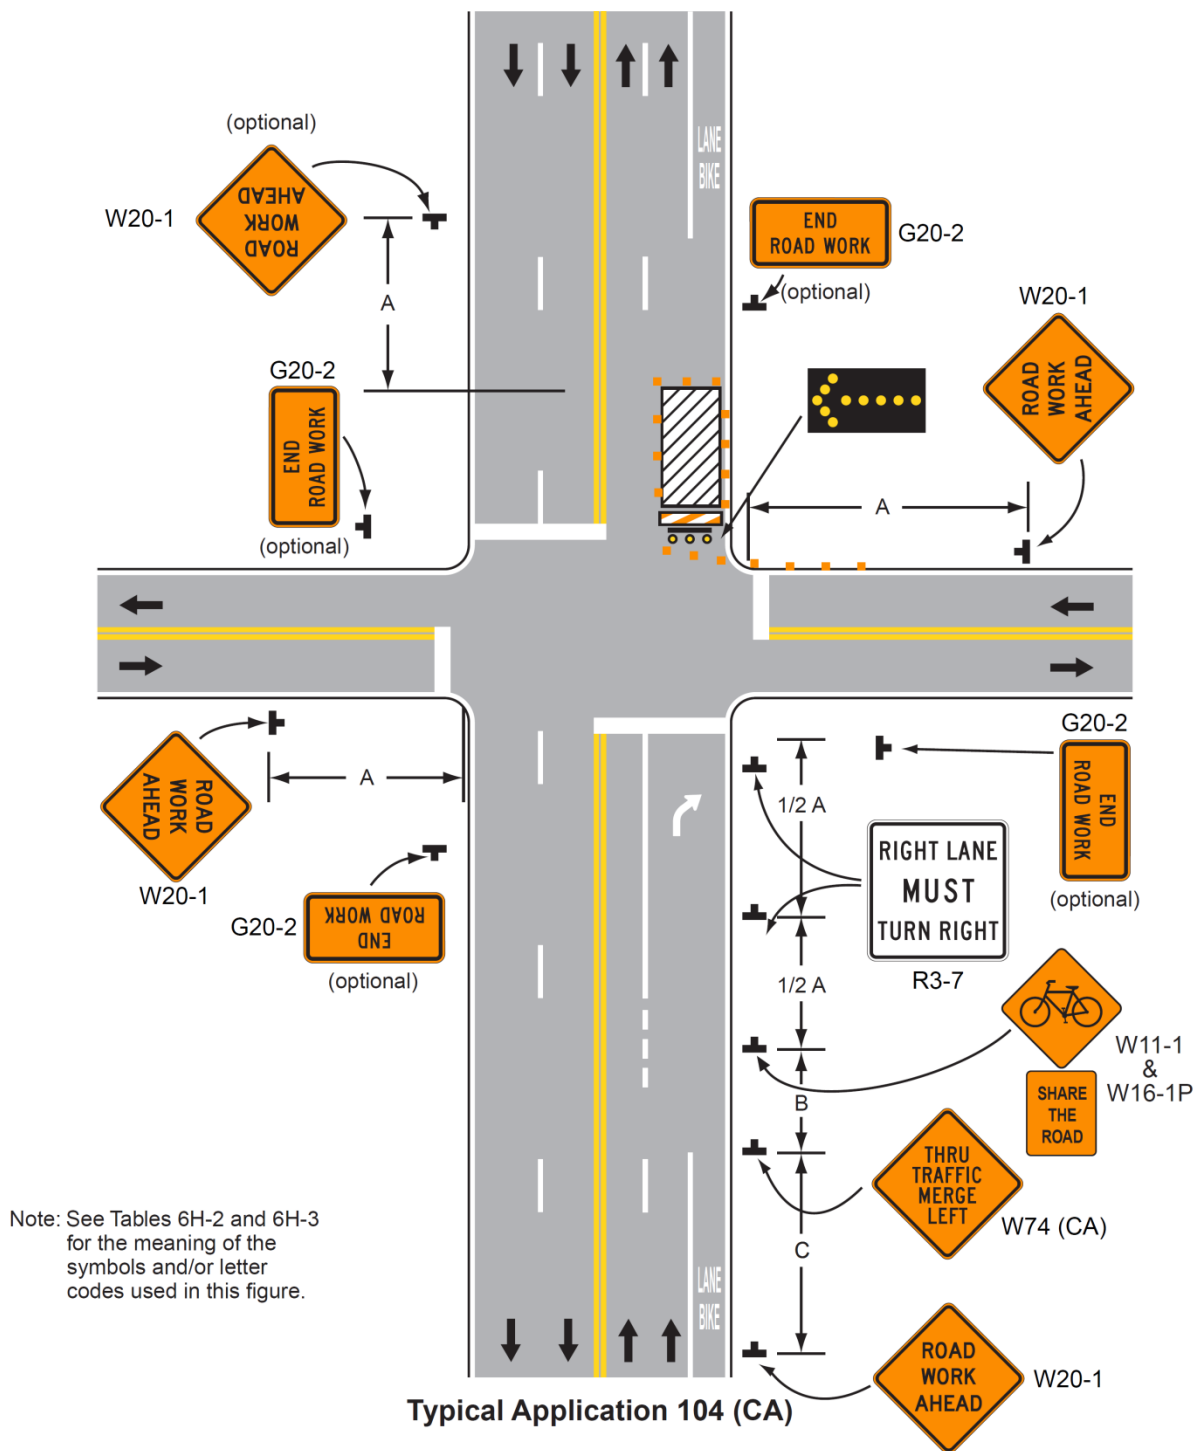 (optional)
ROAD
WORK
AHEAD
W20-1
A
LANE
BIKE
END
ROAD WORK
G20-2
(optional)
W20-1
ROAD
WORK
AHEAD
G20-2
END
ROAD WORK
(optional)
A
ROAD
WORK
AHEAD
W20-1
A
G20-2
END
ROAD WORK
(optional)
G20-2
END
ROAD WORK
(optional)
1/2 A
RIGHT LANE
MUST
TURN RIGHT
R3-7
1/2 A
W11-1
&
W16-1P
SHARE
THE
ROAD
B
THRU
TRAFFIC
MERGE
LEFT
W74 (CA)
C
LANE
BIKE
Note: See Tables 6H-2 and 6H-3
for the meaning of the
symbols and/or letter
codes used in this figure.
ROAD
WORK
AHEAD
W20-1
Typical Application 104 (CA)